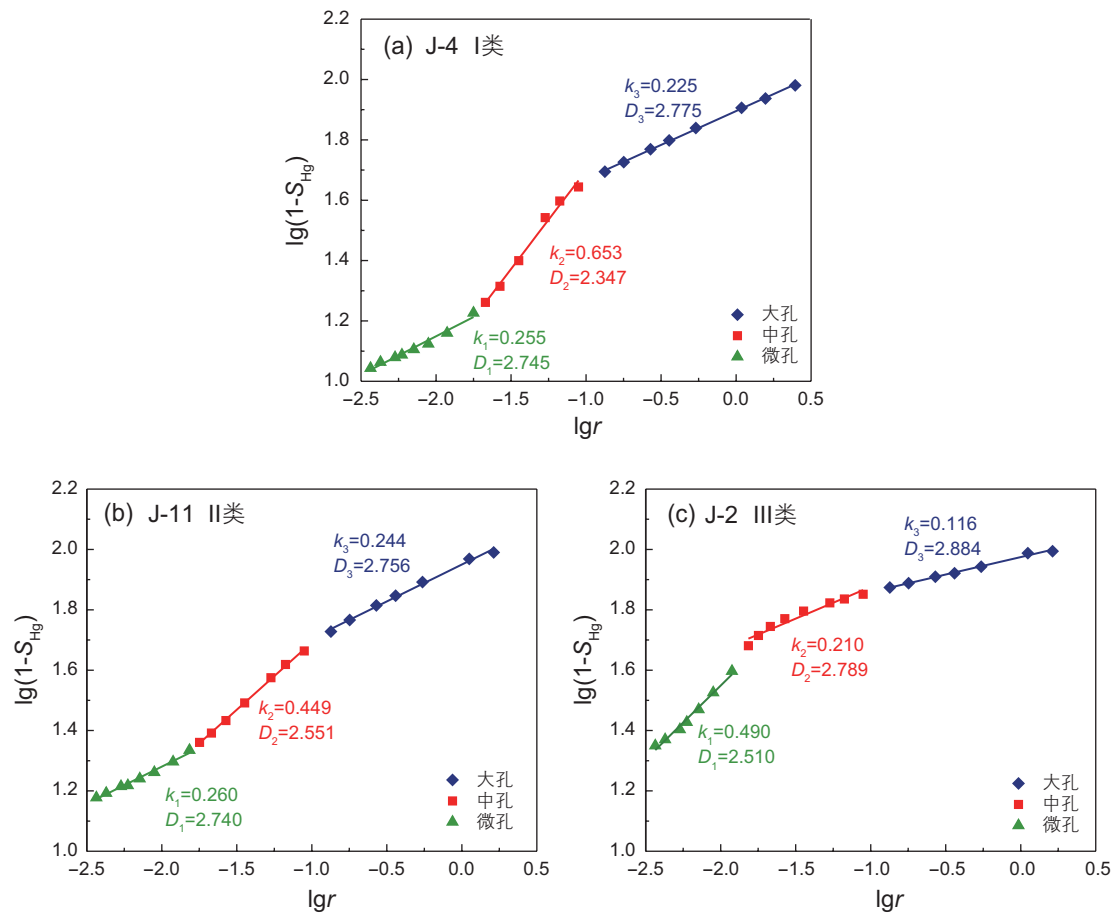 (a) J-4 I类
2.2
2.0
1.8
1.6
1.4
1.2
1.0
lg(1-S_Hg)
k₃=0.225
D₃=2.775
k₂=0.653
D₂=2.347
k₁=0.255
D₁=2.745
大孔
中孔
微孔
−2.5 −2.0 −1.5 −1.0 −0.5 0.0 0.5
lgr
(b) J-11 II类
2.2
2.0
1.8
1.6
1.4
1.2
1.0
lg(1-S_Hg)
k₃=0.244
D₃=2.756
k₂=0.449
D₂=2.551
k₁=0.260
D₁=2.740
大孔
中孔
微孔
−2.5 −2.0 −1.5 −1.0 −0.5 0.0 0.5
lgr
(c) J-2 III类
2.2
2.0
1.8
1.6
1.4
1.2
1.0
lg(1-S_Hg)
k₃=0.116
D₃=2.884
k₂=0.210
D₂=2.789
k₁=0.490
D₁=2.510
大孔
中孔
微孔
−2.5 −2.0 −1.5 −1.0 −0.5 0.0 0.5
lgr